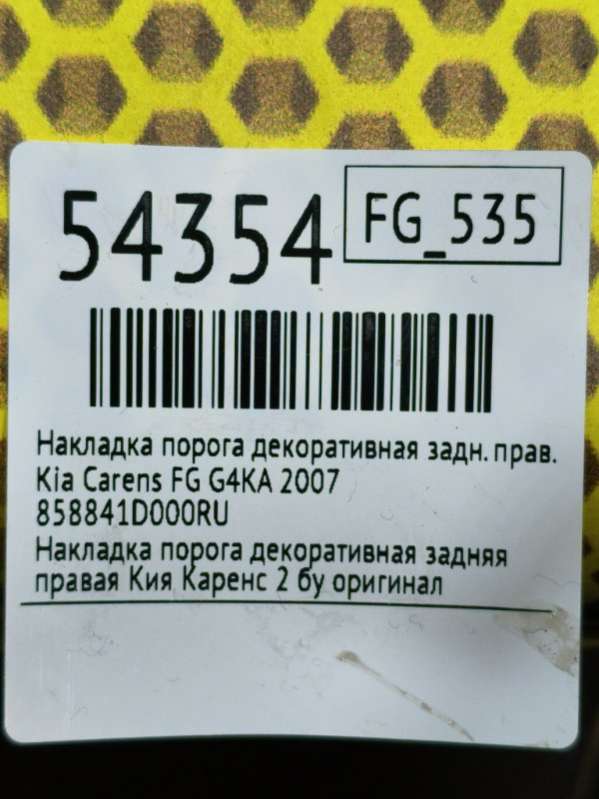 54354
FG_535
Накладка порога декоративная задн. прав.
Kia Carens FG G4KA 2007
858841D000RU
Накладка порога декоративная задняя
правая Кия Каренс 2 бу оригинал